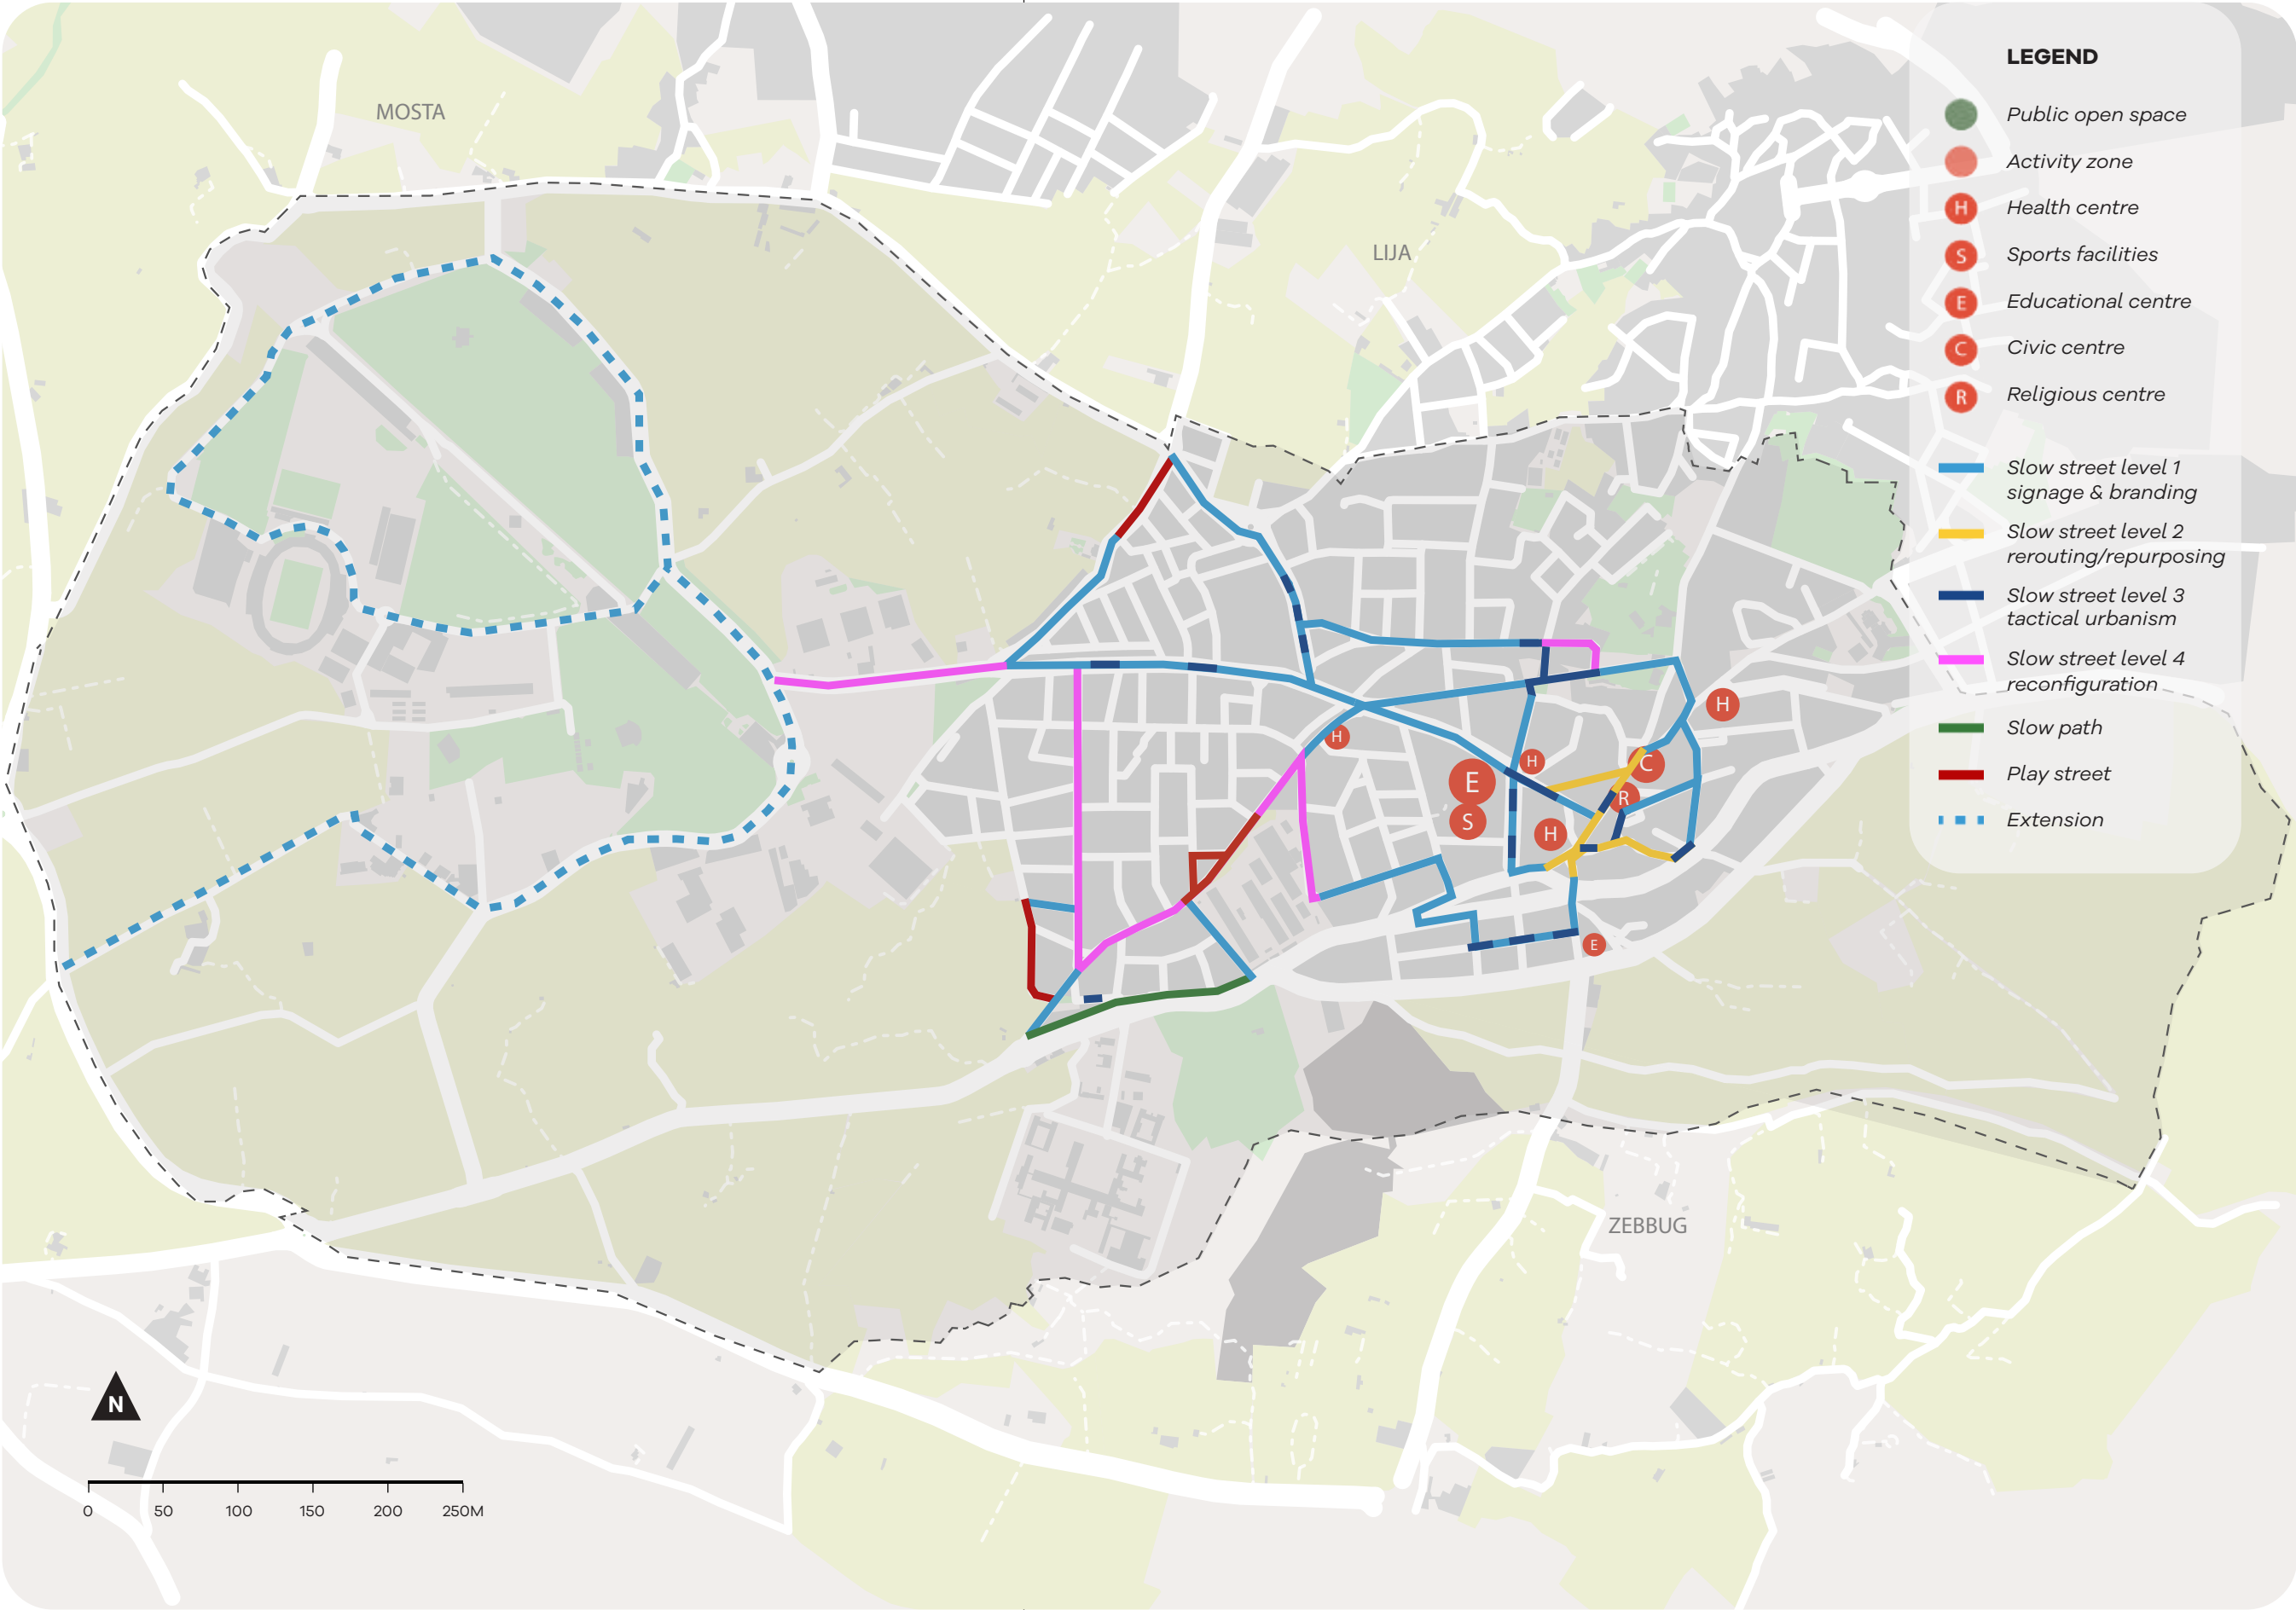 MOSTA
LIJA
ZEBBUG
H
H
H
C
E
R
S
H
E
N
0 50 100 150 200 250M
LEGEND
Public open space
Activity zone
H Health centre
S Sports facilities
E Educational centre
C Civic centre
R Religious centre
Slow street level 1
signage & branding
Slow street level 2
rerouting/repurposing
Slow street level 3
tactical urbanism
Slow street level 4
reconfiguration
Slow path
Play street
Extension